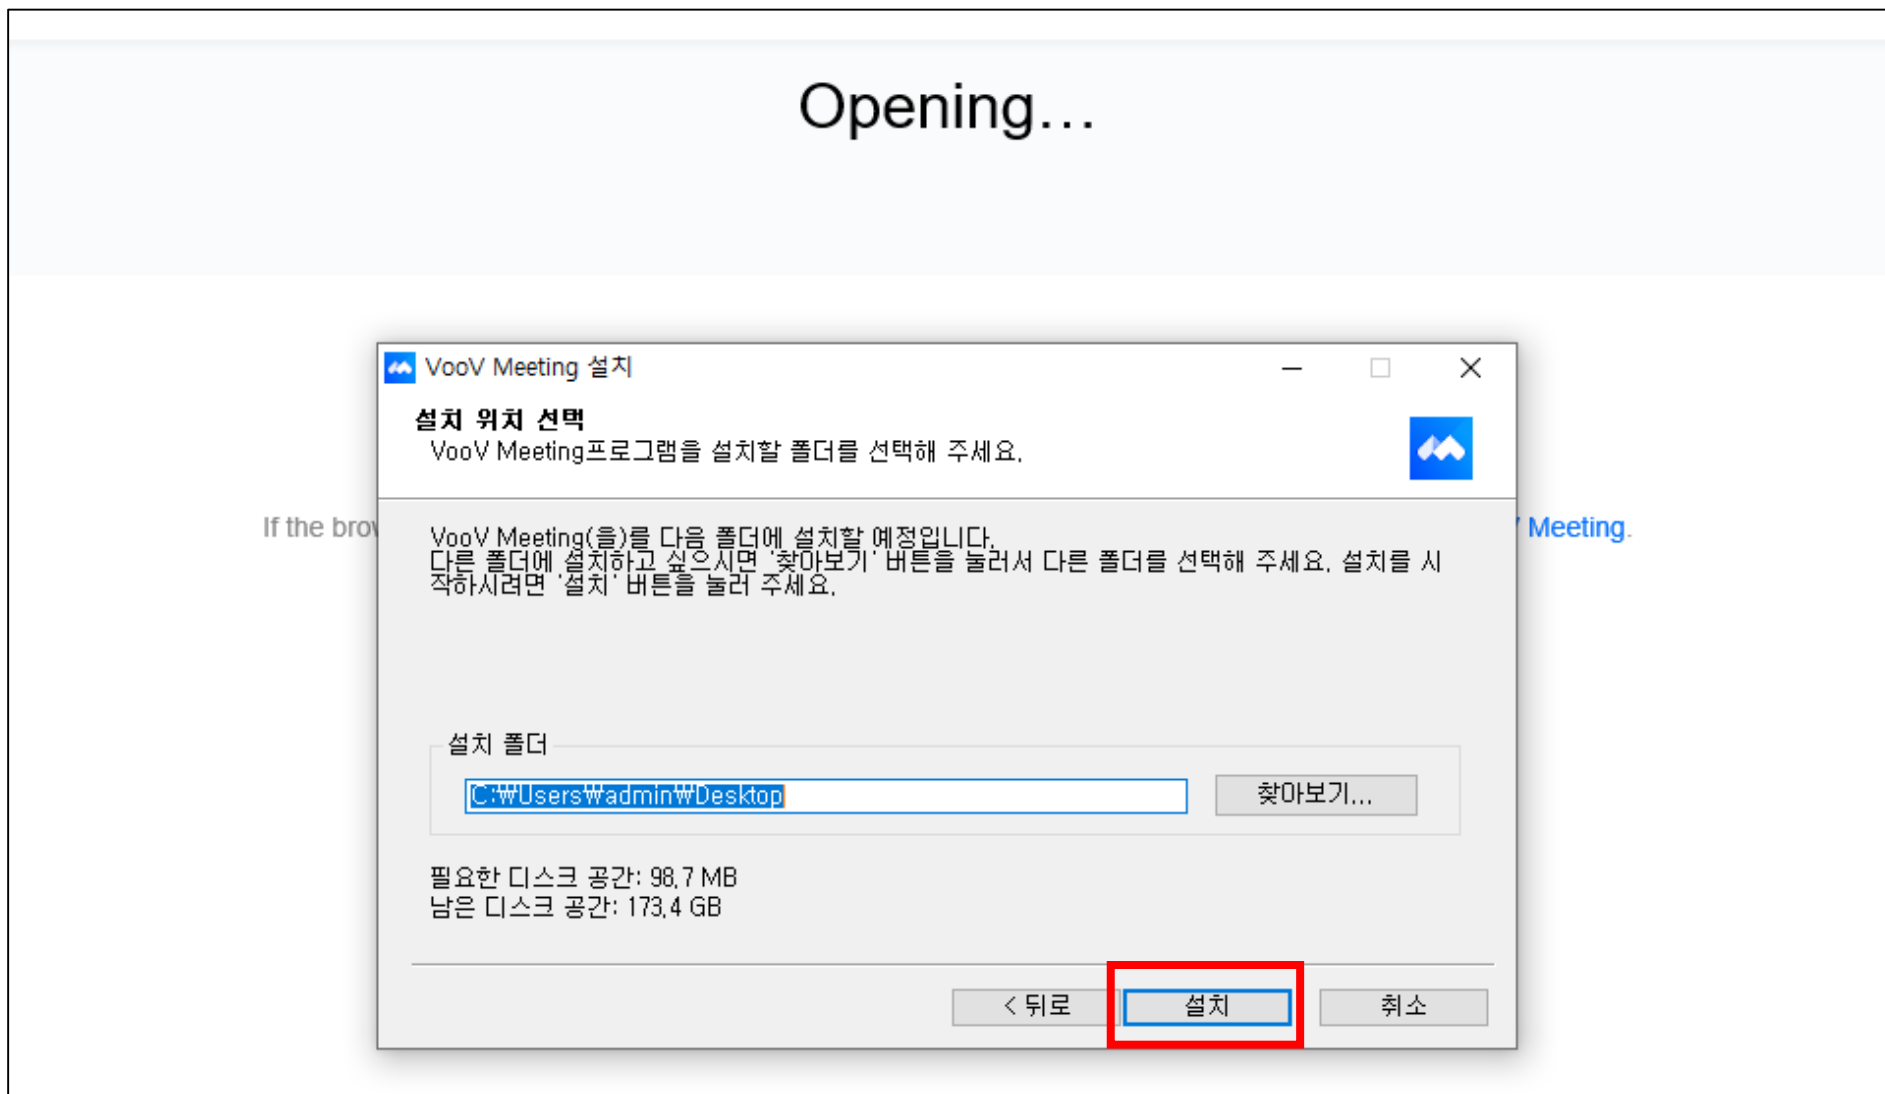 Opening...
VooV Meeting 설치
설치 위치 선택
VooV Meeting프로그램을 설치할 폴더를 선택해 주세요.
If the brow
Meeting.
VooV Meeting(을)를 다음 폴더에 설치할 예정입니다.
다른 폴더에 설치하고 싶으시면 '찾아보기' 버튼을 눌러서 다른 폴더를 선택해 주세요. 설치를 시
작하시려면 '설치' 버튼을 눌러 주세요.
설치 폴더
C:₩Users₩admin₩Desktop
찾아보기...
필요한 디스크 공간: 98.7 MB
남은 디스크 공간: 173.4 GB
< 뒤로
설치
취소